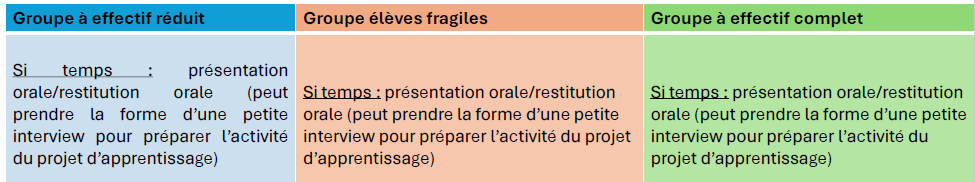 Groupe à effectif réduit
Si temps : présentation
orale/restitution orale (peut
prendre la forme d’une petite
interview pour préparer l’activité
du projet d’apprentissage)
Groupe élèves fragiles
Si temps : présentation orale/restitution
orale (peut prendre la forme d’une petite
interview pour préparer l’activité du projet
d’apprentissage)
Groupe à effectif complet
Si temps : présentation orale/restitution
orale (peut prendre la forme d’une petite
interview pour préparer l’activité du
projet d’apprentissage)